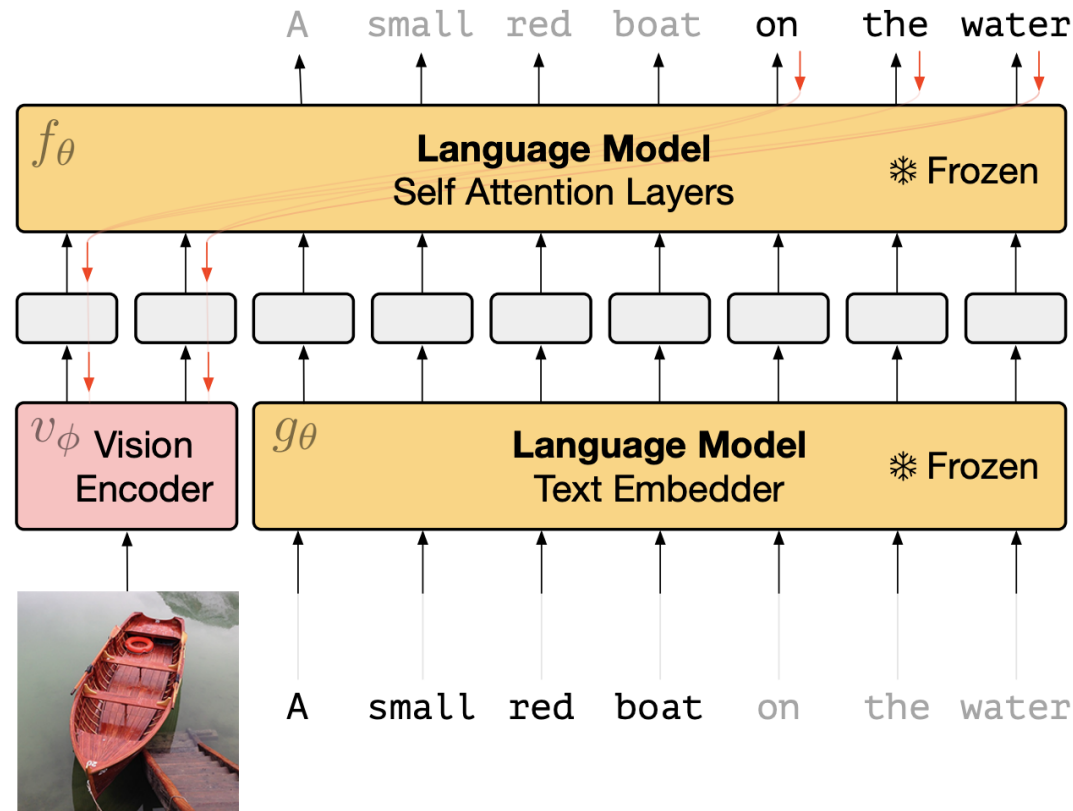 A small red boat on the water
fθ
Language Model
Self Attention Layers
❄ Frozen
vϕ
Vision
Encoder
gθ
Language Model
Text Embedder
❄ Frozen
A small red boat on the water